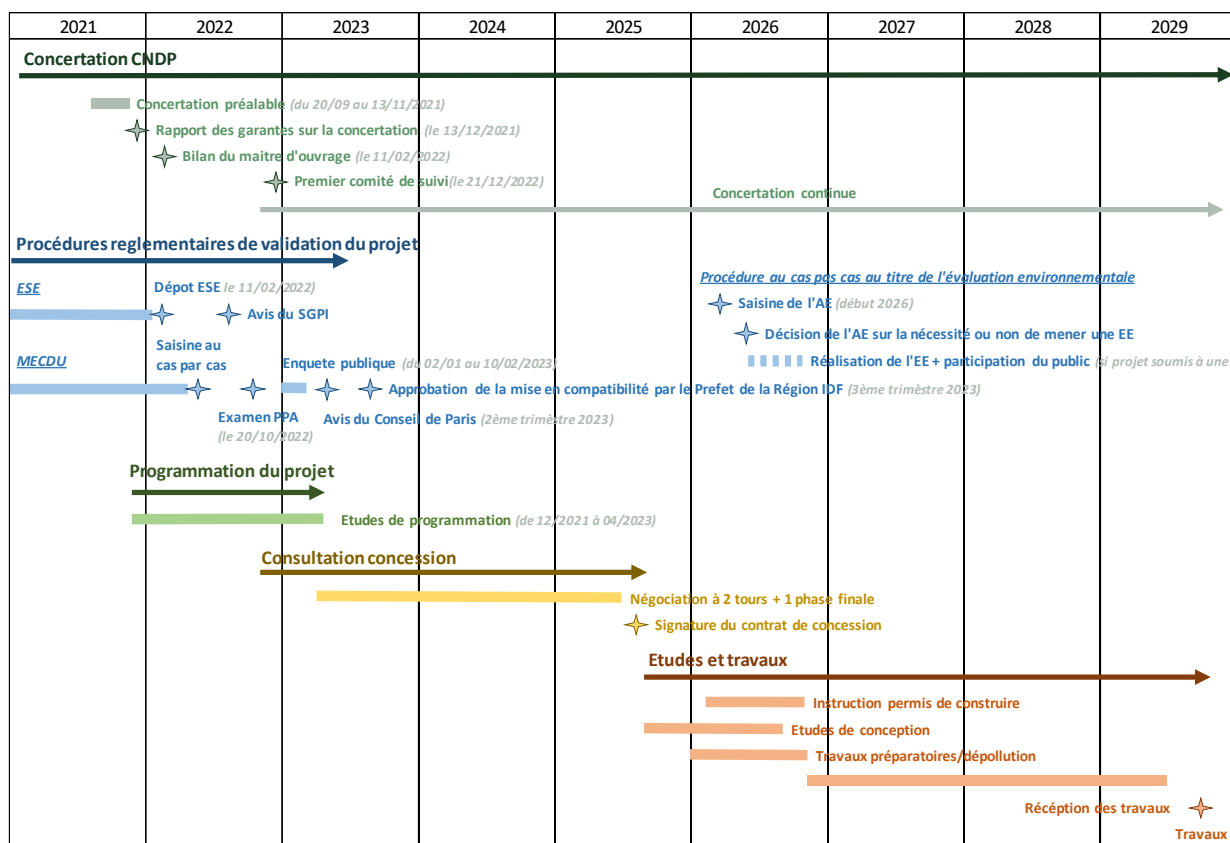 2021 2022 2023 2024 2025 2026 2027 2028 2029
Concertation CNDP
Concertation préalable (du 20/09 au 13/11/2021)
Rapport des garantes sur la concertation (le 13/12/2021)
Bilan du maitre d'ouvrage (le 11/02/2022)
Premier comité de suivi(le 21/12/2022)
Concertation continue
Procédures reglementaires de validation du projet
Procédure au cas pas cas au titre de l'évaluation environnementale
ESE
Dépot ESE le 11/02/2022)
Saisine de l'AE (début 2026)
Avis du SGPI
Décision de l'AE sur la nécessité ou non de mener une EE
Saisine au
cas par cas
MECDU
Enquete publique (du 02/01 au 10/02/2023)
Réalisation de l'EE + participation du public (si projet soumis à une
Approbation de la mise en compatibilité par le Prefet de la Région IDF (3ème trimèstre 2023)
Examen PPA
(le 20/10/2022)
Avis du Conseil de Paris (2ème trimèstre 2023)
Programmation du projet
Etudes de programmation (de 12/2021 à 04/2023)
Consultation concession
Négociation à 2 tours + 1 phase finale
Signature du contrat de concession
Etudes et travaux
Instruction permis de construire
Etudes de conception
Travaux préparatoires/dépollution
Récéption des travaux
Travaux